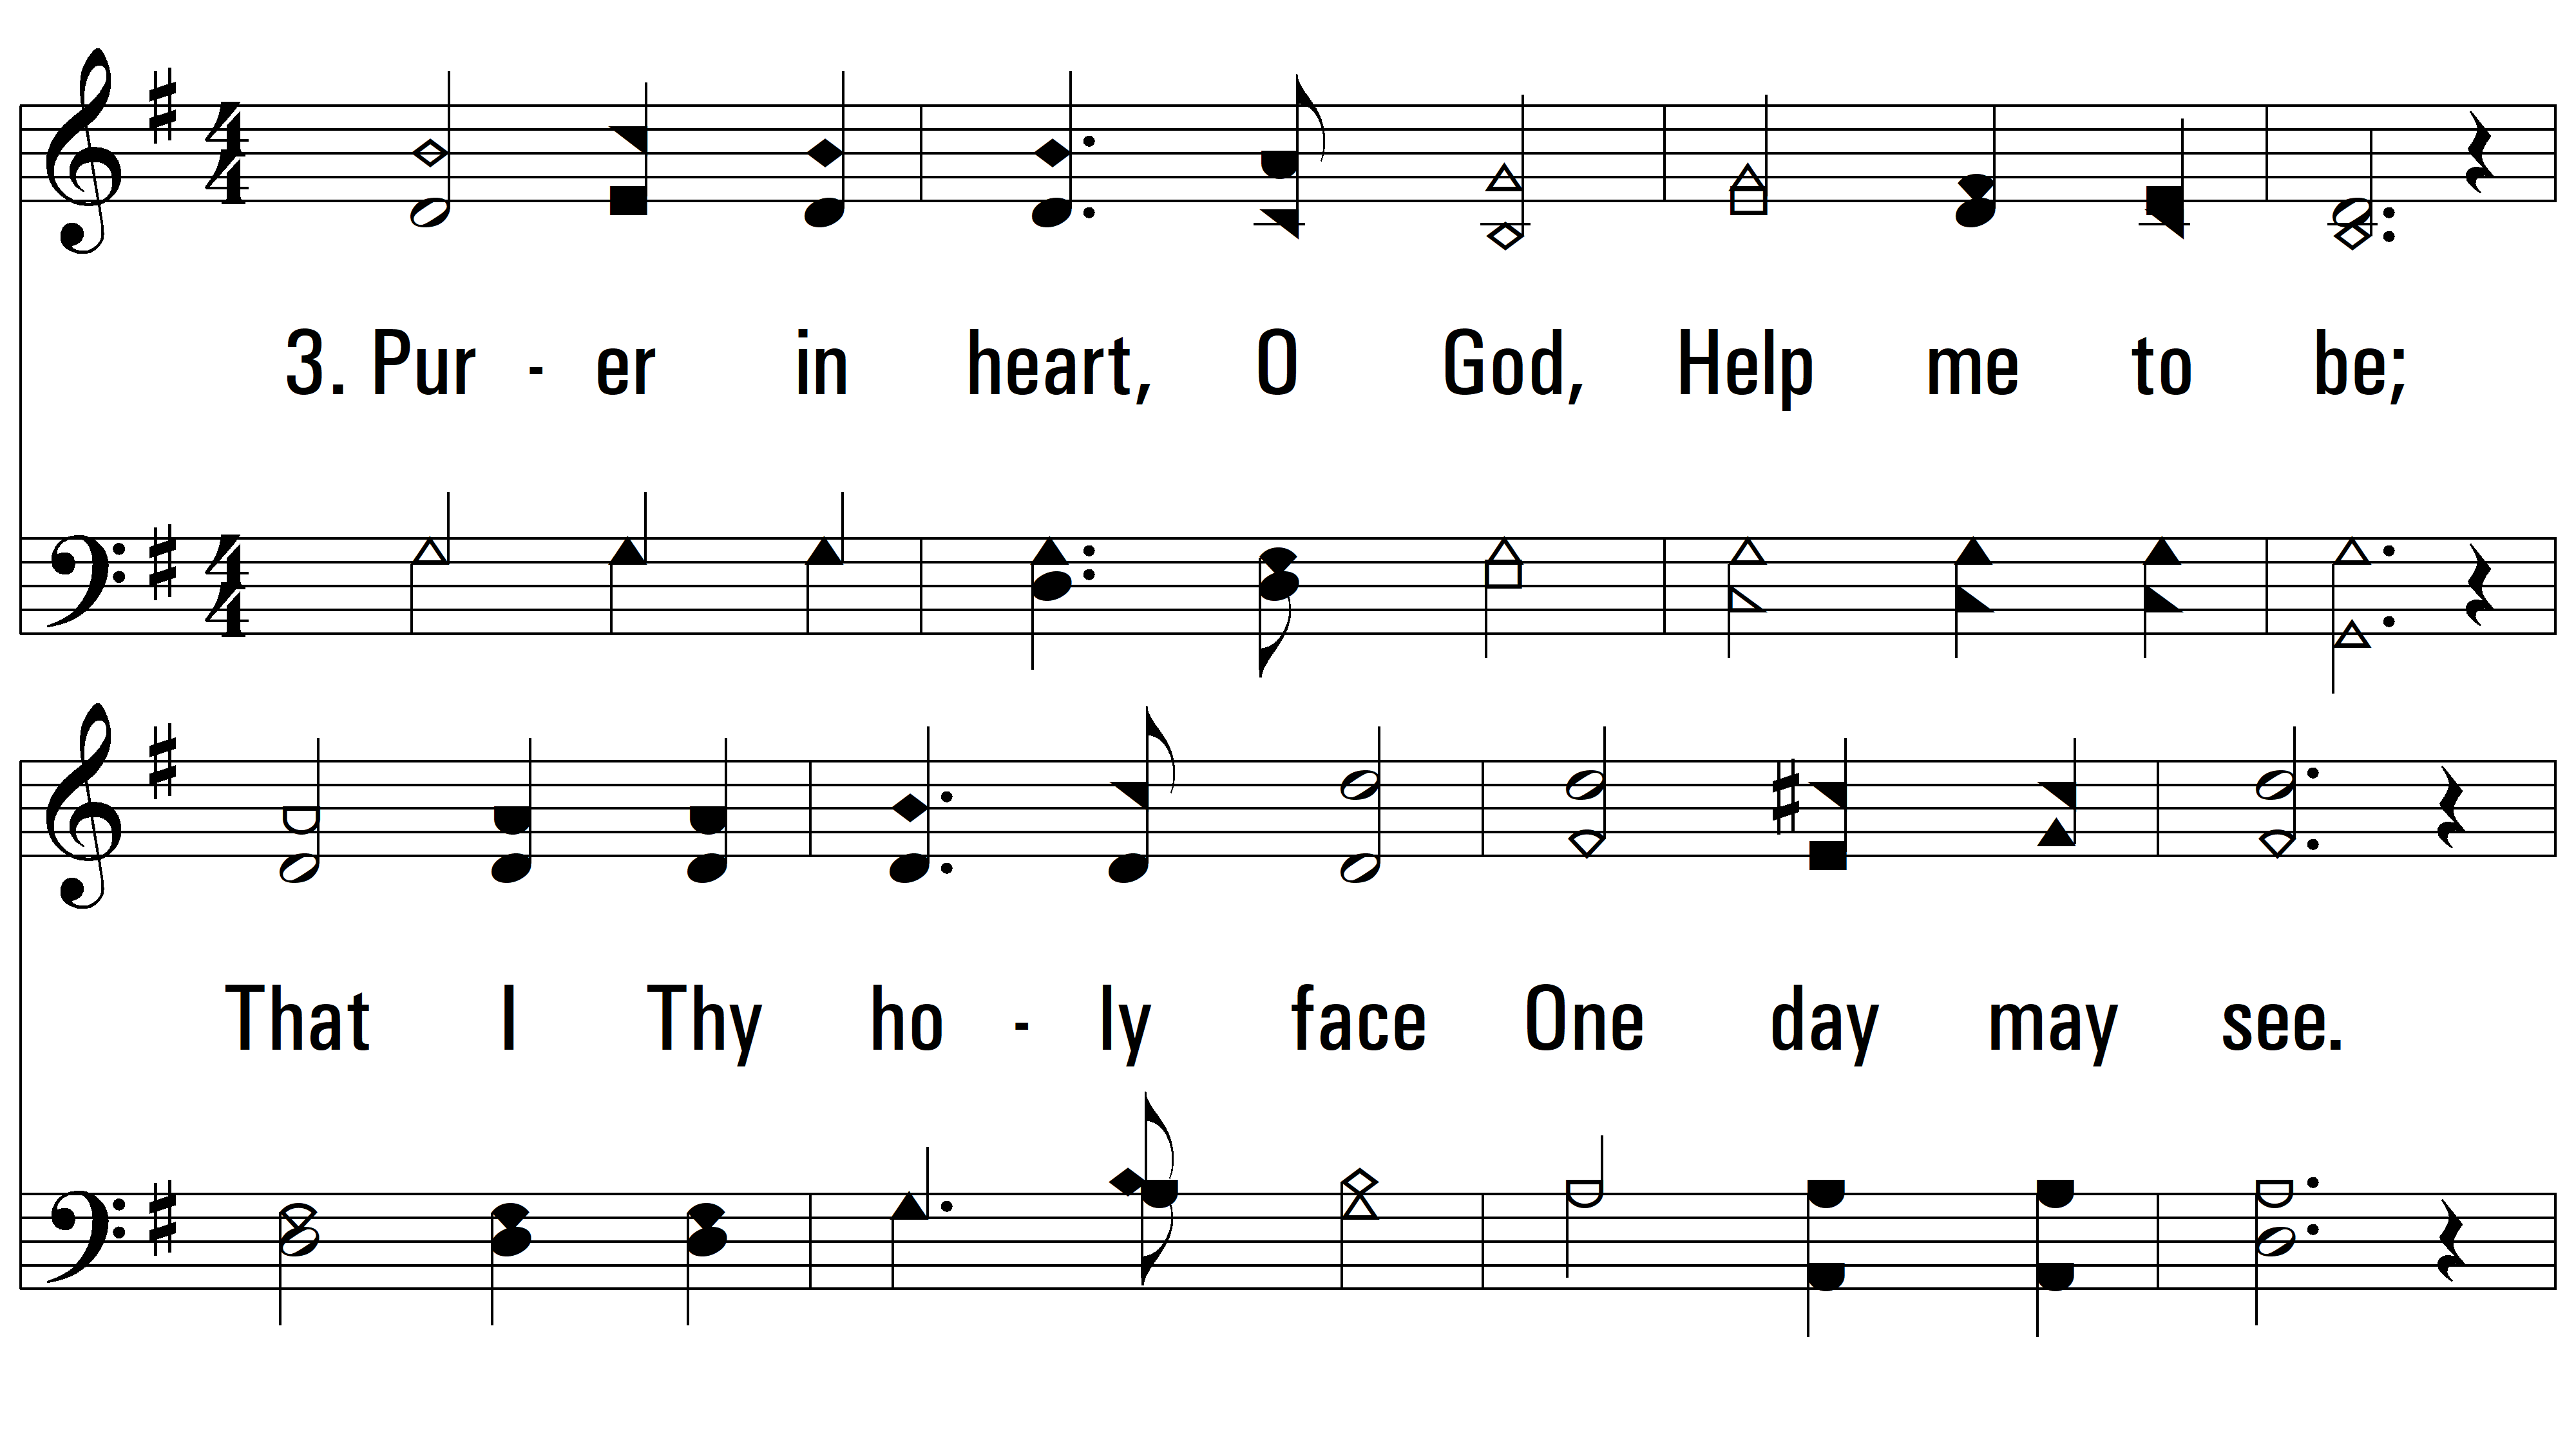 3. Pur - er in heart, O God, Help me to be;
That I Thy ho - ly face One day may see.